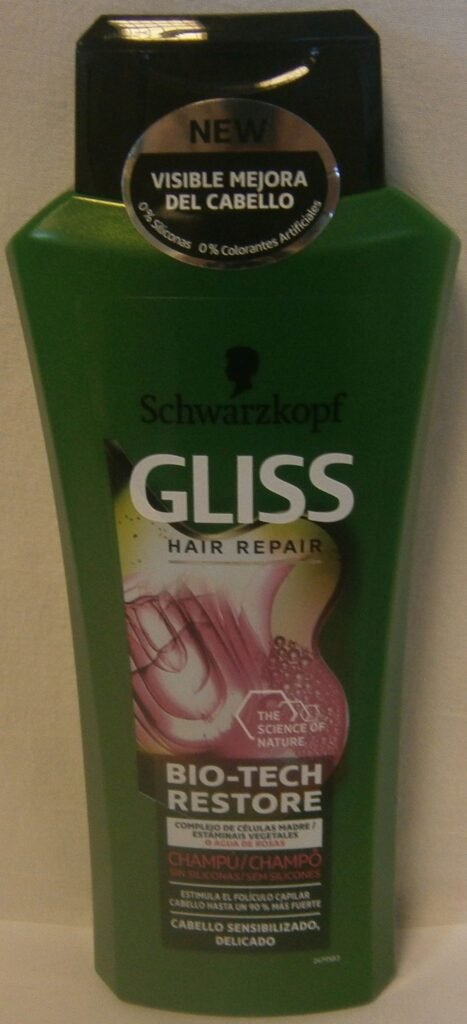 NEW
VISIBLE MEJORA
DEL CABELLO
0% Siliconas 0% Colorantes Artificiales
Schwarzkopf
GLISS
HAIR REPAIR
THE
SCIENCE OF
NATURE
BIO-TECH
RESTORE
COMPLEJO DE CÉLULAS MADRE /
ESTAMINAIS VEGETALES
AGUA DE ROSAS
CHAMPÚ/CHAMPÔ
SIN SILICONAS/SEM SILICONES
ESTIMULA EL FOLÍCULO CAPILAR
CABELLO HASTA UN 90% MÁS FUERTE
CABELLO SENSIBILIZADO,
DELICADO